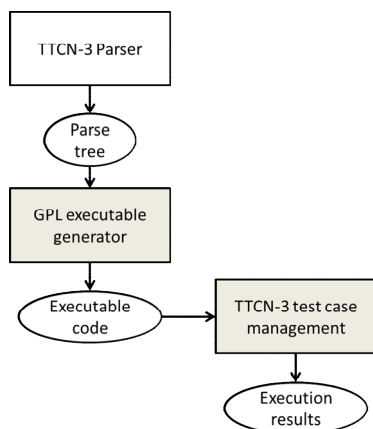 TTCN-3 Parser
Parse
tree
GPL executable
generator
Executable
code
TTCN-3 test case
management
Execution
results